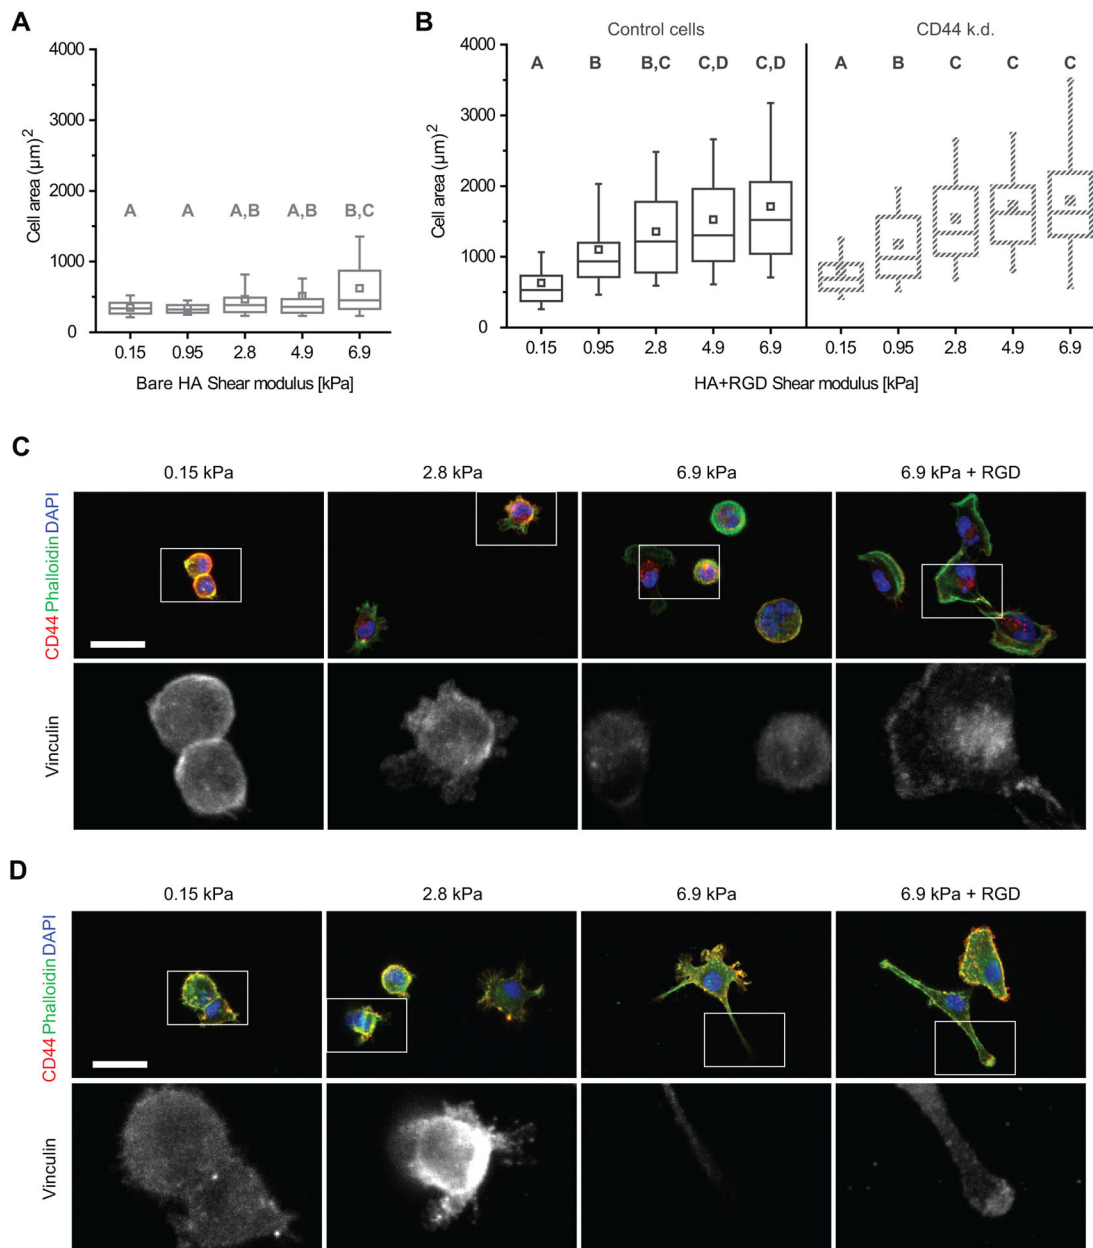 A
4000
3000
2000
1000
0
Cell area (µm)2
A A A,B A,B B,C
0.15 0.95 2.8 4.9 6.9
Bare HA Shear modulus [kPa]
B
Control cells CD44 k.d.
4000
3000
2000
1000
0
Cell area (µm)2
A B B,C C,D C,D A B C C C
0.15 0.95 2.8 4.9 6.9 0.15 0.95 2.8 4.9 6.9
HA+RGD Shear modulus [kPa]
C
0.15 kPa 2.8 kPa 6.9 kPa 6.9 kPa + RGD
CD44 Phalloidin DAPI
Vinculin
D
0.15 kPa 2.8 kPa 6.9 kPa 6.9 kPa + RGD
CD44 Phalloidin DAPI
Vinculin